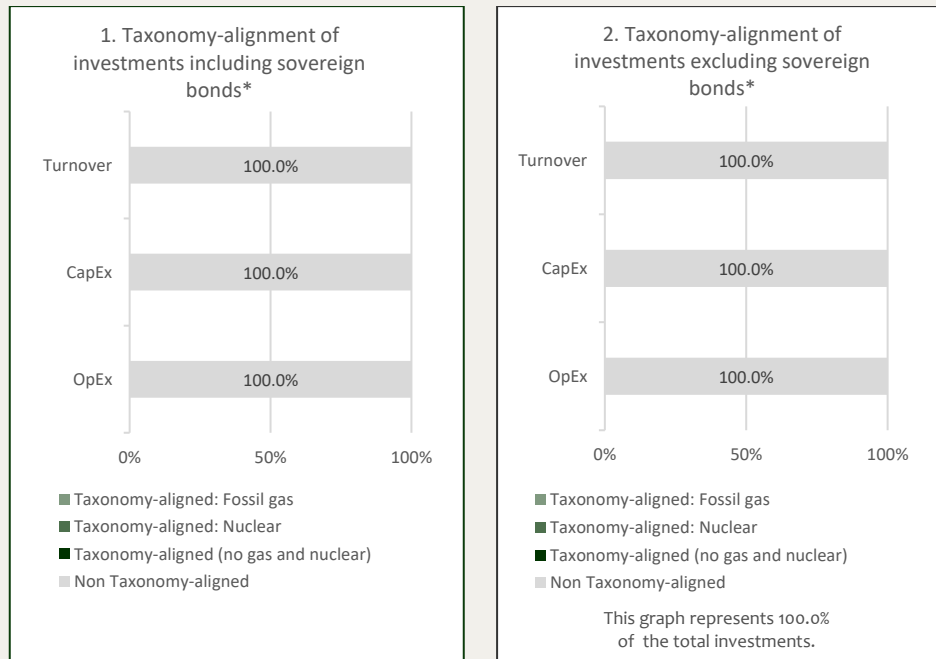 1. Taxonomy-alignment of
investments including sovereign
bonds*
Turnover
100.0%
CapEx
100.0%
OpEx
100.0%
0%
50%
100%
Taxonomy-aligned: Fossil gas
Taxonomy-aligned: Nuclear
Taxonomy-aligned (no gas and nuclear)
Non Taxonomy-aligned
2. Taxonomy-alignment of
investments excluding sovereign
bonds*
Turnover
100.0%
CapEx
100.0%
OpEx
100.0%
0%
50%
100%
Taxonomy-aligned: Fossil gas
Taxonomy-aligned: Nuclear
Taxonomy-aligned (no gas and nuclear)
Non Taxonomy-aligned
This graph represents 100.0%
of the total investments.